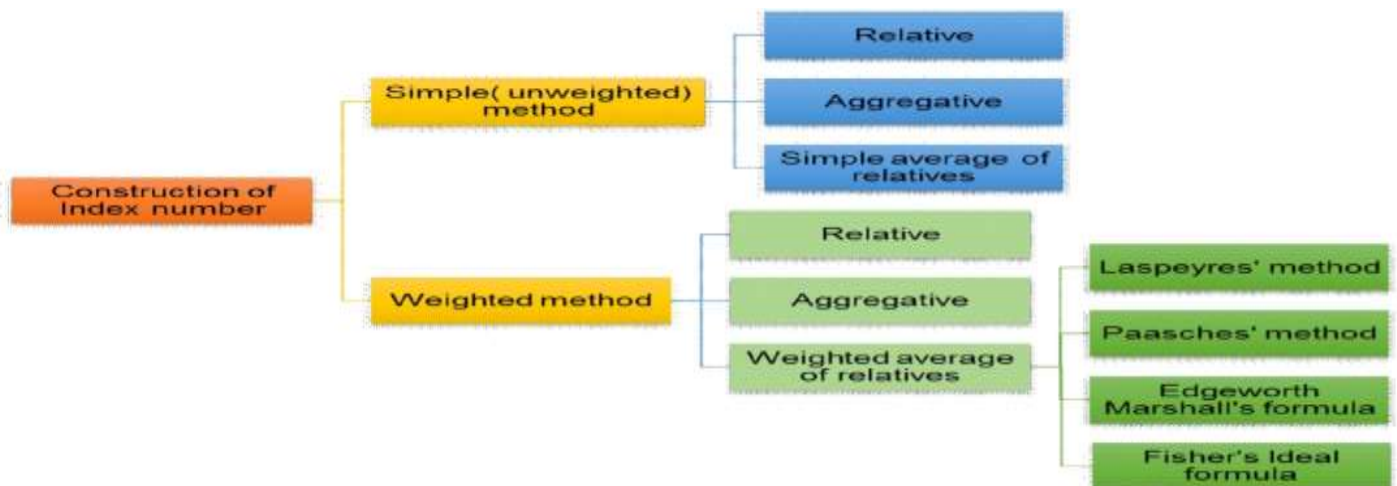 Construction of
Index number
Simple( unweighted)
method
Relative
Aggregative
Simple average of
relatives
Weighted method
Relative
Aggregative
Weighted average
of relatives
Laspeyres' method
Paasches' method
Edgeworth
Marshall's formula
Fisher's Ideal
formula